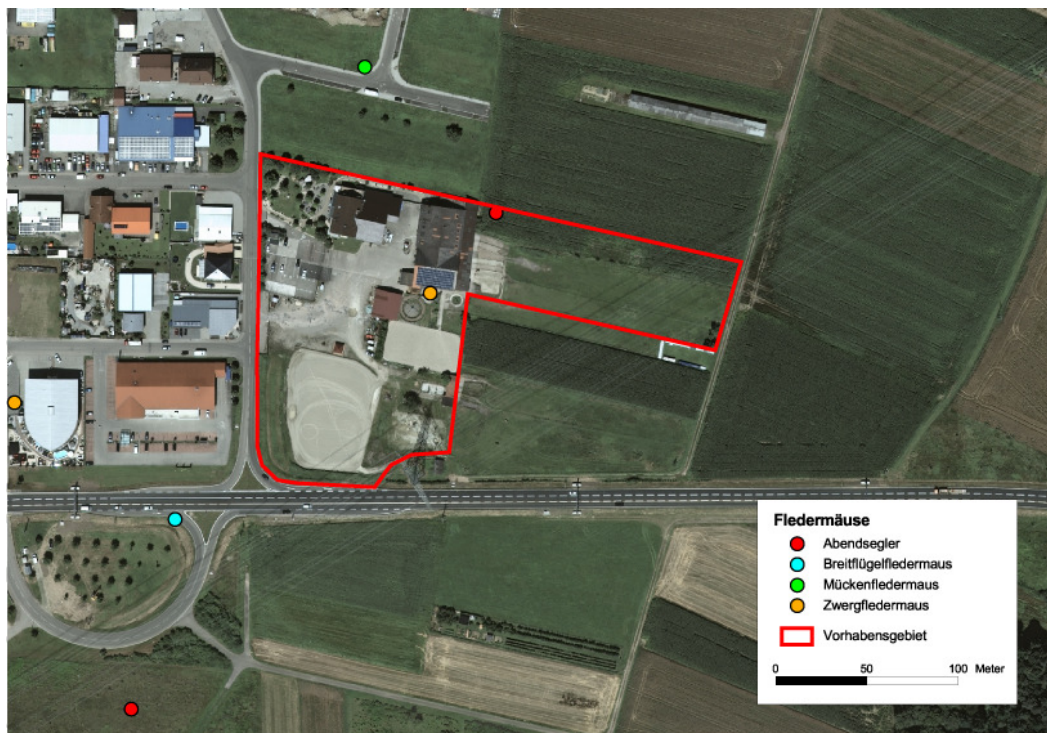 Fledermäuse
Abendsegler
Breitflügelfledermaus
Mückenfledermaus
Zwergfledermaus
Vorhabensgebiet
0 50 100 Meter